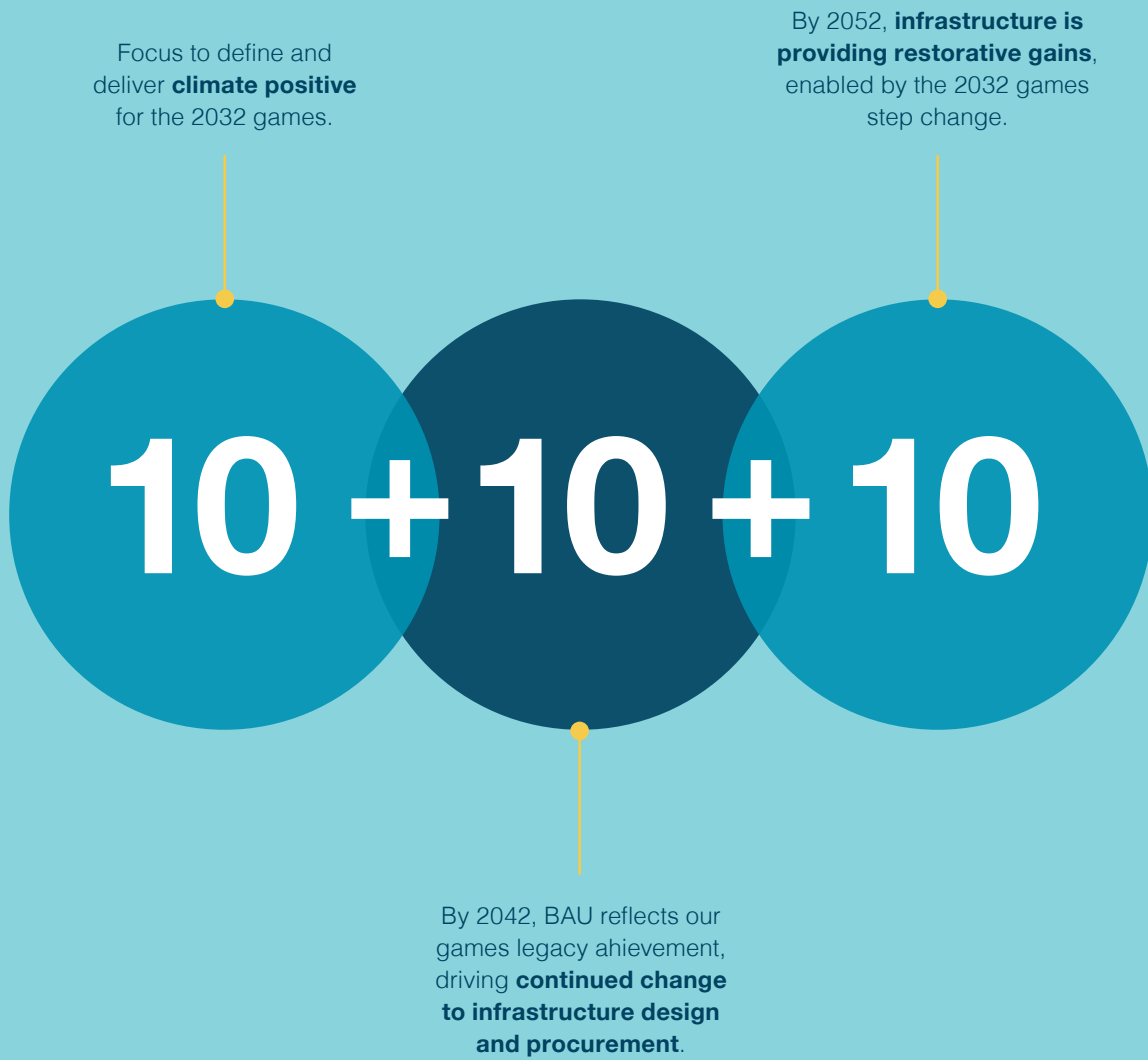 Focus to define and
deliver climate positive
for the 2032 games.
By 2052, infrastructure is
providing restorative gains,
enabled by the 2032 games
step change.
10 + 10 + 10
By 2042, BAU reflects our
games legacy ahievement,
driving continued change
to infrastructure design
and procurement.